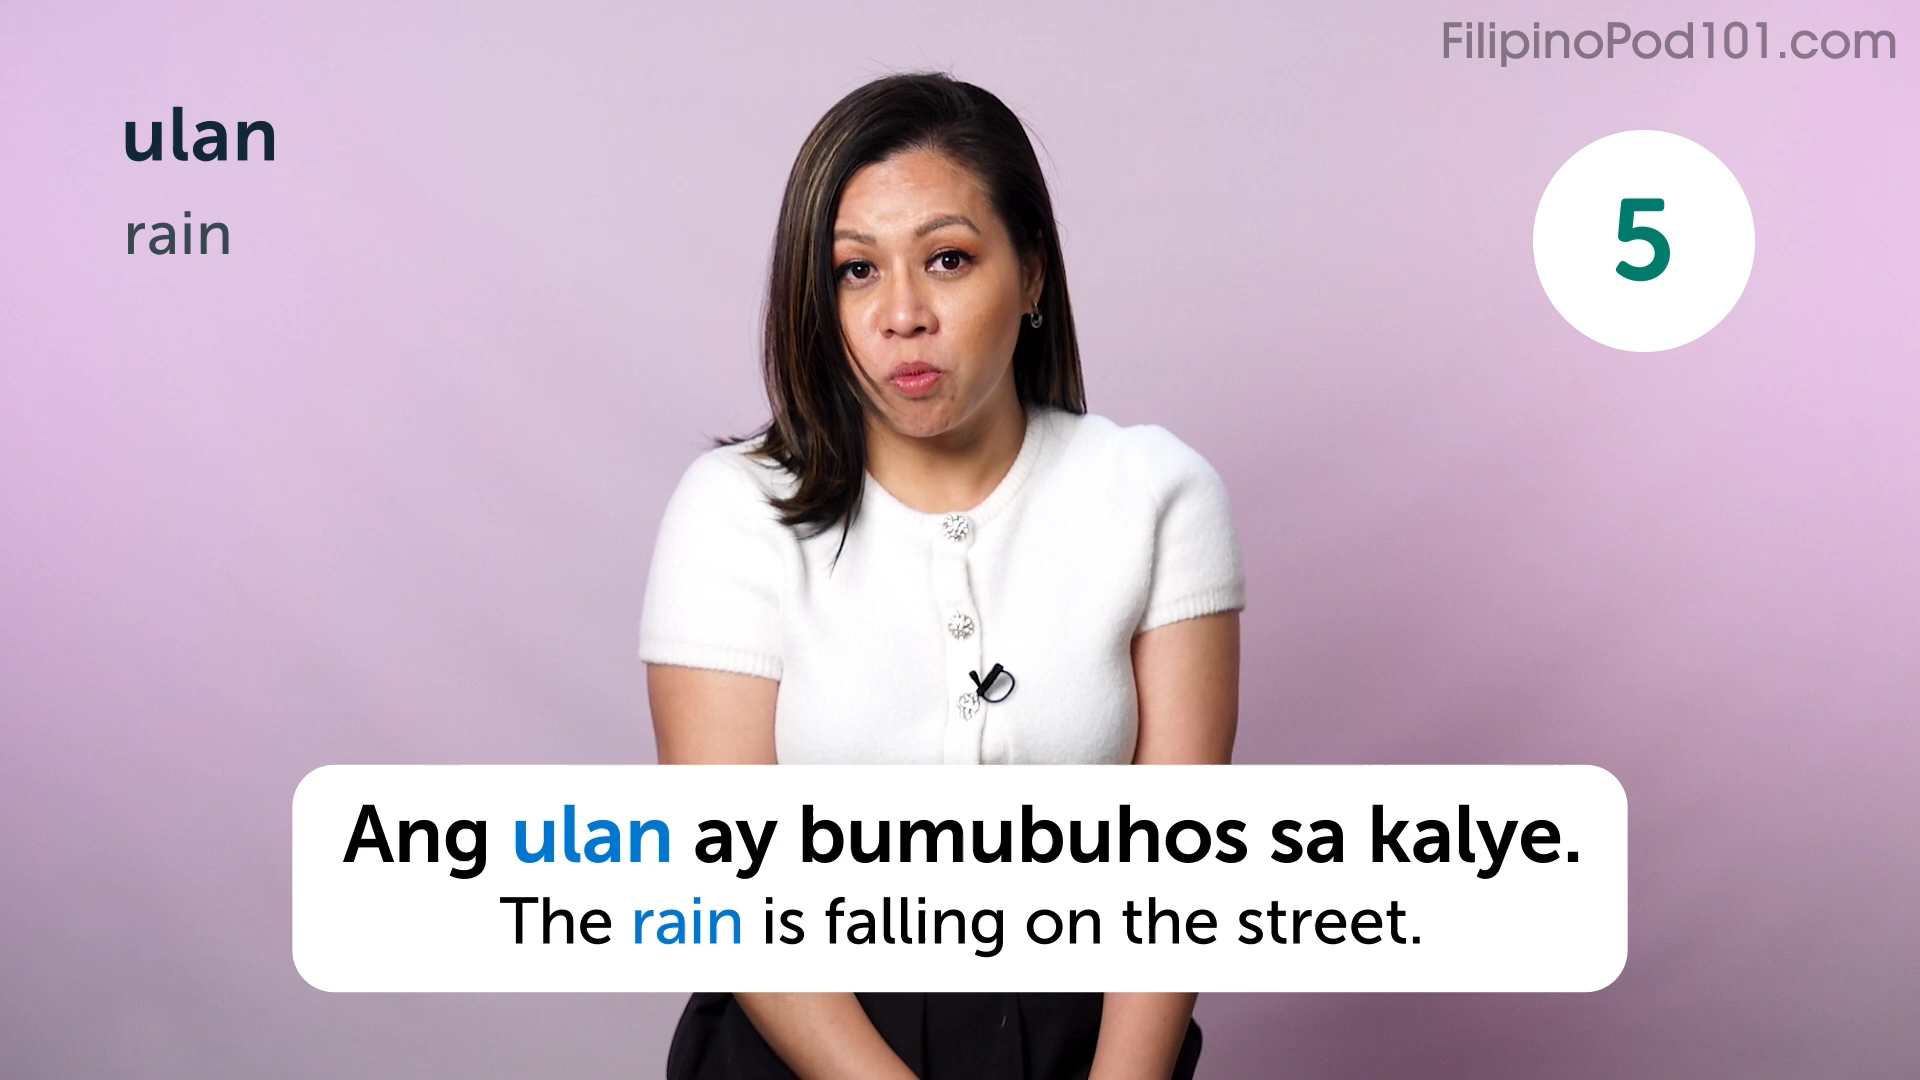 FilipinoPod101.com
ulan
rain
5
Ang ulan ay bumubuhos sa kalye.
The rain is falling on the street.